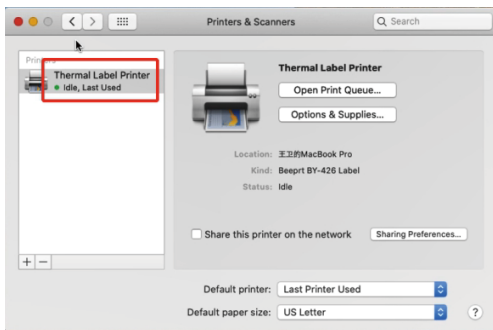 Printers & Scanners
Search
Printers
Thermal Label Printer
Idle, Last Used
Thermal Label Printer
Open Print Queue...
Options & Supplies...
Location: 王卫的MacBook Pro
Kind: Beeprt BY-426 Label
Status: Idle
Share this printer on the network
Sharing Preferences...
+ −
Default printer: Last Printer Used
Default paper size: US Letter
?